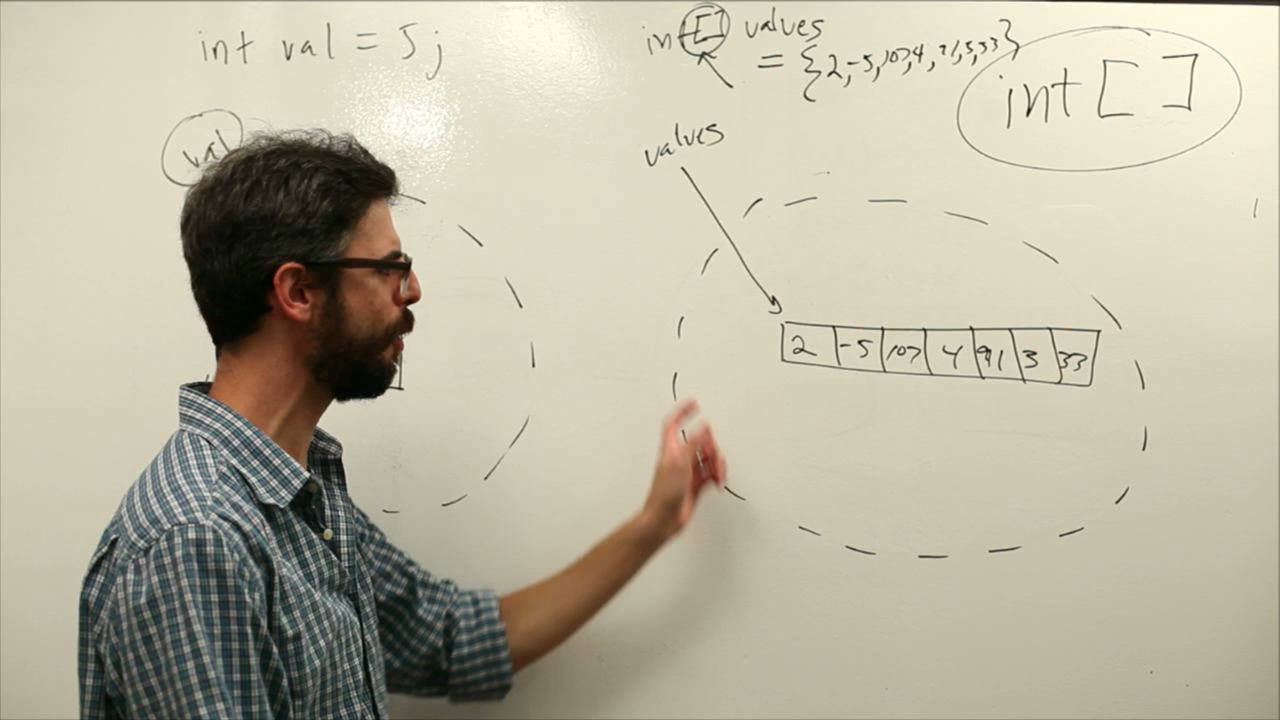 int val = 5;
int[] values
= {2,-5,107,4,91,3,33}
int[]
val
values
2 -5 107 4 91 3 33